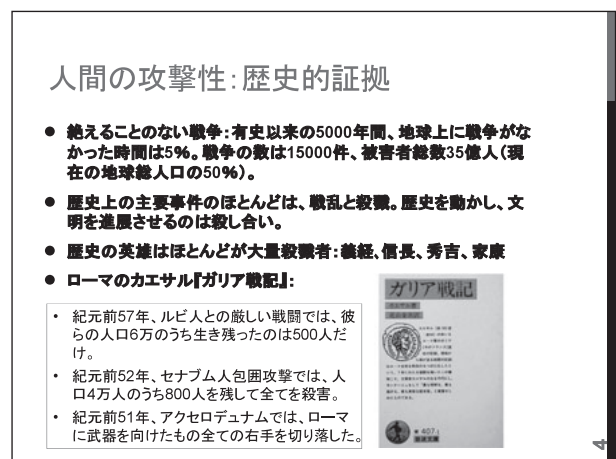 人間の攻撃性：歴史的証拠
● 絶えることのない戦争：有史以来の5000年間、地球上に戦争がな
かった時間は5%。戦争の数は15000件、被害者総数35億人（現
在の地球総人口の50%）。
● 歴史上の主要事件のほとんどは、戦乱と殺戮。歴史を動かし、文
明を進展させるのは殺し合い。
● 歴史の英雄はほとんどが大量殺戮者：義経、信長、秀吉、家康
● ローマのカエサル『ガリア戦記』：
• 紀元前57年、ルビ人との厳しい戦闘では、彼
らの人口6万のうち生き残ったのは500人だ
け。
• 紀元前52年、セナブム人包囲攻撃では、人
口4万人のうち800人を残して全てを殺害。
• 紀元前51年、アクセロデュナムでは、ローマ
に武器を向けたもの全ての右手を切り落した。
ガリア戦記
407-1
岩波文庫
4